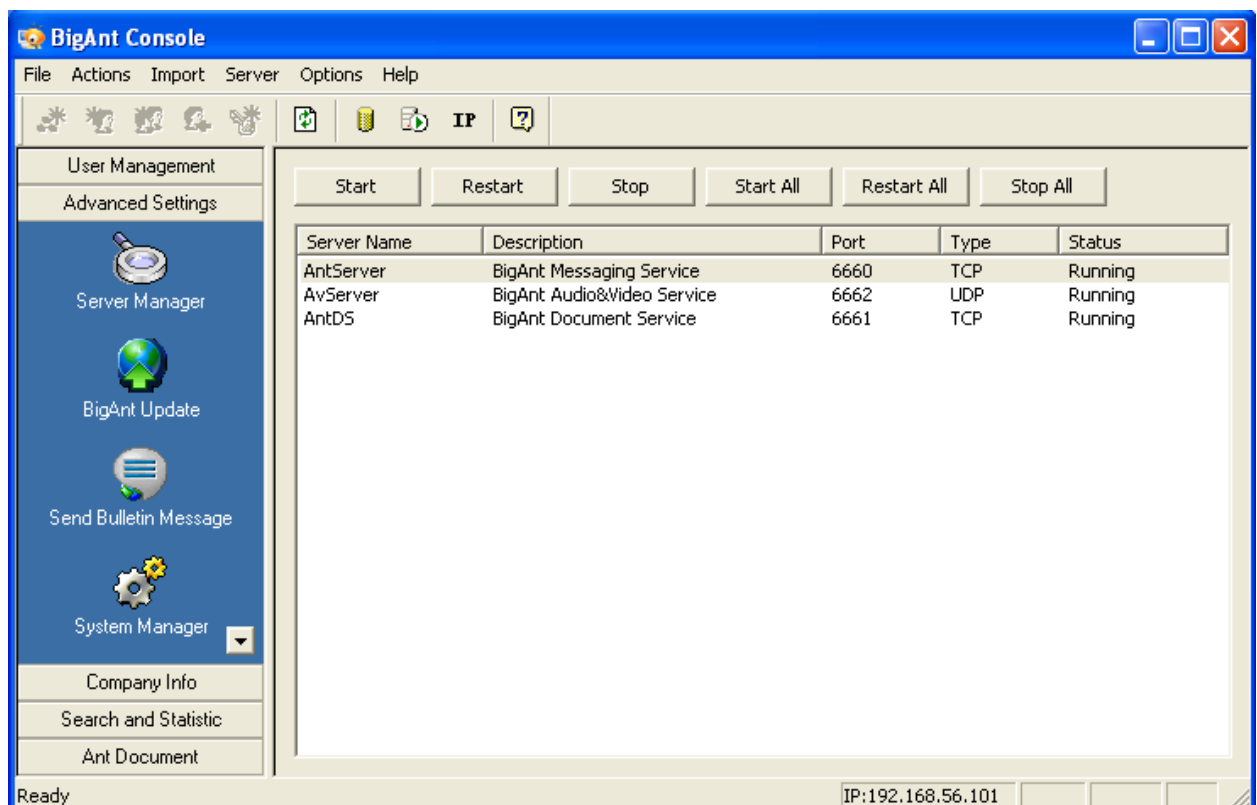 BigAnt Console
File Actions Import Server Options Help
IP
User Management
Advanced Settings
Server Manager
BigAnt Update
Send Bulletin Message
System Manager
Company Info
Search and Statistic
Ant Document
Start Restart Stop Start All Restart All Stop All
Server Name Description Port Type Status
AntServer BigAnt Messaging Service 6660 TCP Running
AvServer BigAnt Audio&Video Service 6662 UDP Running
AntDS BigAnt Document Service 6661 TCP Running
Ready IP:192.168.56.101